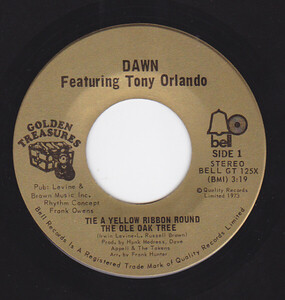 DAWN
Featuring Tony Orlando
GOLDEN
TREASURES
bell
SIDE 1
STEREO
BELL GT 125X
(BMI) 3:19
Pub: Levine &
Brown Music Inc.
Rhythm Concept
Frank Owens
© Quality Records
Limited 1973
TIE A YELLOW RIBBON ROUND
THE OLE OAK TREE
(Irwin Levine-L. Russell Brown)
Prod. by Hank Medress, Dave
Appell & The Tokens
Arr. by Frank Hunter
Bell Records Is A Registered Trade Mark of Quality Records Limited